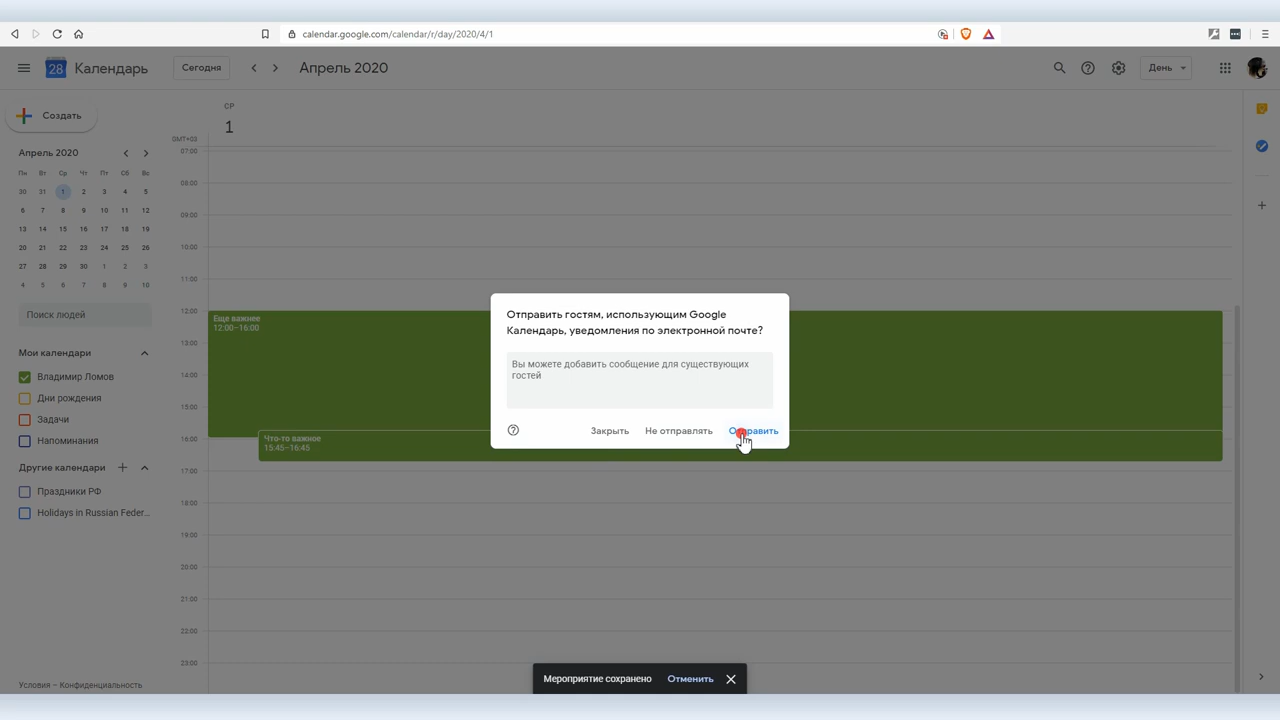 calendar.google.com/calendar/r/day/2020/4/1
28
Календарь
Сегодня
Апрель 2020
День
Создать
СР
1
GMT+03
Апрель 2020
Пн Вт Ср Чт Пт Сб Вс
30 31 1 2 3 4 5
6 7 8 9 10 11 12
13 14 15 16 17 18 19
20 21 22 23 24 25 26
27 28 29 30 1 2 3
4 5 6 7 8 9 10
Поиск людей
Мои календари
Владимир Ломов
Дни рождения
Задачи
Напоминания
Другие календари
Праздники РФ
Holidays in Russian Feder...
Условия – Конфиденциальность
07:00
08:00
09:00
10:00
11:00
12:00
13:00
14:00
15:00
16:00
17:00
18:00
19:00
20:00
21:00
22:00
23:00
Еще важнее
12:00–16:00
Что-то важное
15:45–16:45
Отправить гостям, использующим Google
Календарь, уведомления по электронной почте?
Вы можете добавить сообщение для существующих
гостей
Закрыть
Не отправлять
Отправить
Мероприятие сохранено
Отменить